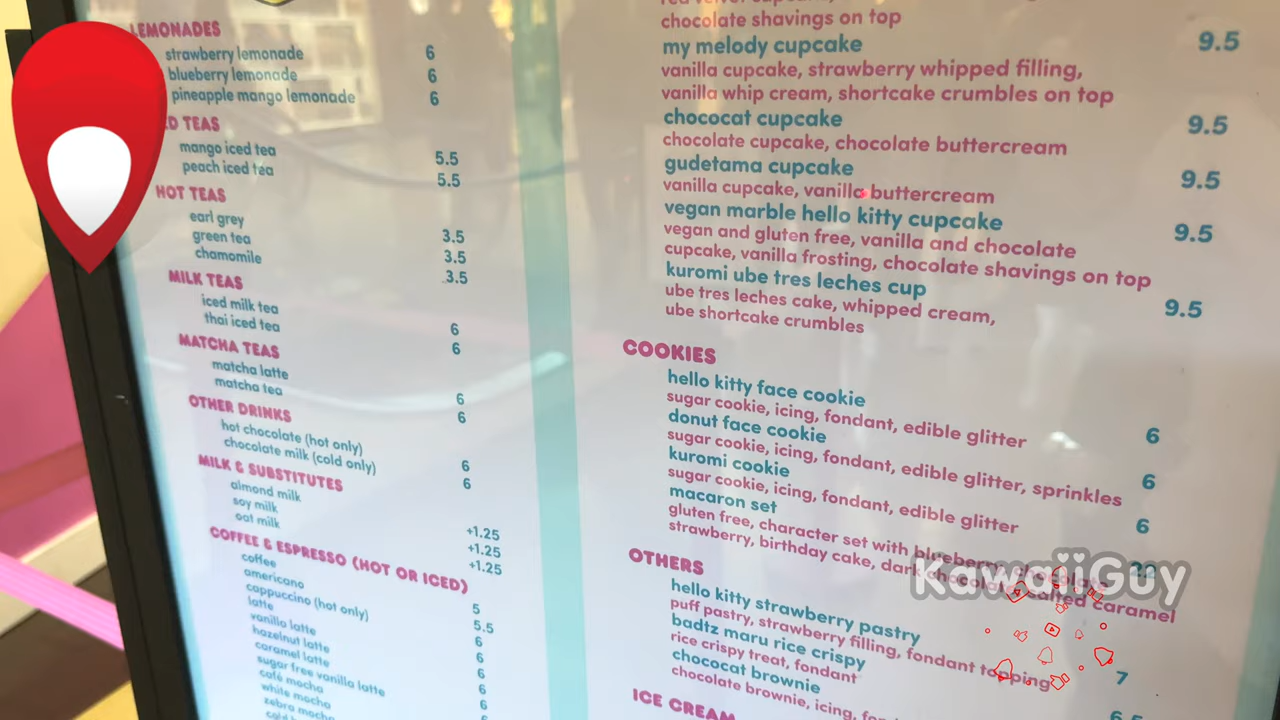 LEMONADES
strawberry lemonade 6
blueberry lemonade 6
pineapple mango lemonade 6
D TEAS
mango iced tea 5.5
peach iced tea 5.5
HOT TEAS
earl grey 3.5
green tea 3.5
chamomile 3.5
MILK TEAS
iced milk tea 6
thai iced tea 6
MATCHA TEAS
matcha latte 6
matcha tea 6
OTHER DRINKS
hot chocolate (hot only) 6
chocolate milk (cold only) 6
MILK & SUBSTITUTES
almond milk +1.25
soy milk +1.25
oat milk +1.25
COFFEE & ESPRESSO (HOT OR ICED)
coffee 5
americano 5.5
cappuccino (hot only) 6
latte 6
vanilla latte 6
hazelnut latte 6
caramel latte 6
sugar free vanilla latte
café mocha
white mocha
zebra mocha
chocolate shavings on top
my melody cupcake 9.5
vanilla cupcake, strawberry whipped filling,
vanilla whip cream, shortcake crumbles on top
chococat cupcake 9.5
chocolate cupcake, chocolate buttercream
gudetama cupcake 9.5
vanilla cupcake, vanilla buttercream
vegan marble hello kitty cupcake 9.5
vegan and gluten free, vanilla and chocolate
cupcake, vanilla frosting, chocolate shavings on top
kuromi ube tres leches cup 9.5
ube tres leches cake, whipped cream,
ube shortcake crumbles
COOKIES
hello kitty face cookie 6
sugar cookie, icing, fondant, edible glitter
donut face cookie 6
sugar cookie, icing, fondant, edible glitter, sprinkles
kuromi cookie 6
sugar cookie, icing, fondant, edible glitter
macaron set
gluten free, character set with blueberry, chocolate
strawberry, birthday cake, dark chocolate, salted caramel
OTHERS
hello kitty strawberry pastry 7
puff pastry, strawberry filling, fondant topping
badtz maru rice crispy 6.5
rice crispy treat, fondant
chococat brownie
chocolate brownie, icing,
ICE CREAM
KawaiiGuy